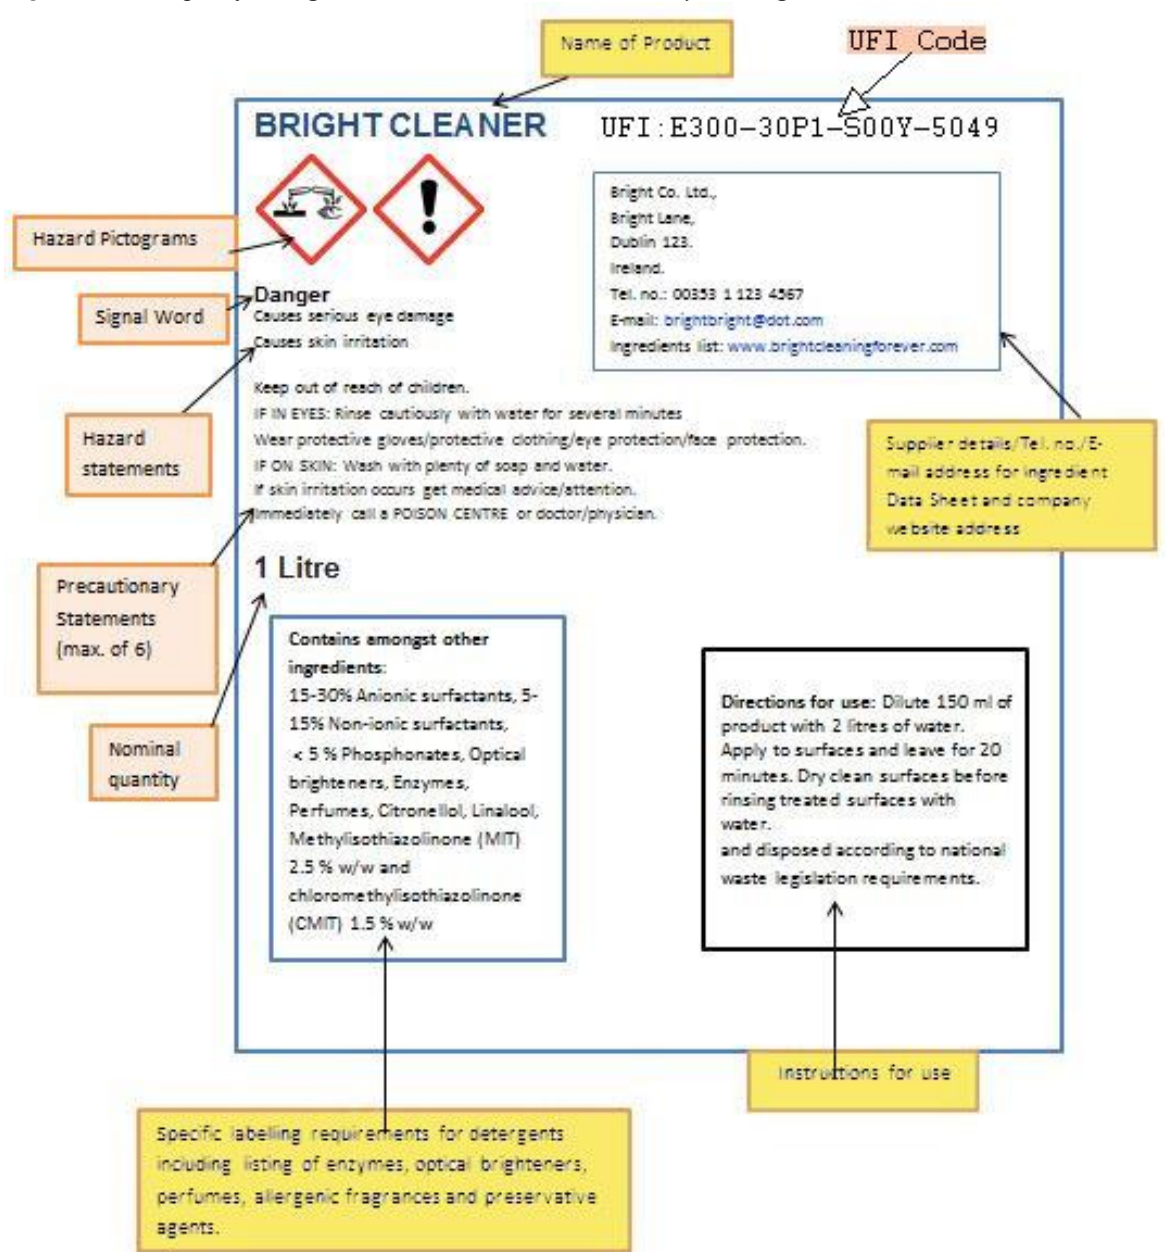 Name of Product
UFI Code
BRIGHT CLEANER
UFI:E300-30P1-S00Y-5049
Bright Co. Ltd.,
Bright Lane,
Dublin 123.
Ireland.
Tel. no.: 00353 1 123 4567
E-mail: brightbright@dot.com
Ingredients list: www.brightcleaningforever.com
Hazard Pictograms
Signal Word
Danger
Causes serious eye damage
Causes skin irritation
Hazard
statements
Keep out of reach of children.
IF IN EYES: Rinse cautiously with water for several minutes
Wear protective gloves/protective clothing/eye protection/face protection.
IF ON SKIN: Wash with plenty of soap and water.
If skin irritation occurs get medical advice/attention.
Immediately call a POISON CENTRE or doctor/physician.
Supplier details/Tel. no./E-
mail address for Ingredient
Data Sheet and company
website address
Precautionary
Statements
(max. of 6)
1 Litre
Nominal
quantity
Contains amongst other
ingredients:
15-30% Anionic surfactants, 5-
15% Non-ionic surfactants,
< 5 % Phosphonates, Optical
brighteners, Enzymes,
Perfumes, Citronellol, Linalool,
Methylisothiazolinone (MIT)
2.5 % w/w and
chloromethylisothiazolinone
(CMIT) 1.5 % w/w
Directions for use: Dilute 150 ml of
product with 2 litres of water.
Apply to surfaces and leave for 20
minutes. Dry clean surfaces before
rinsing treated surfaces with
water.
and disposed according to national
waste legislation requirements.
Instructions for use
Specific labelling requirements for detergents
including listing of enzymes, optical brighteners,
perfumes, allergenic fragrances and preservative
agents.